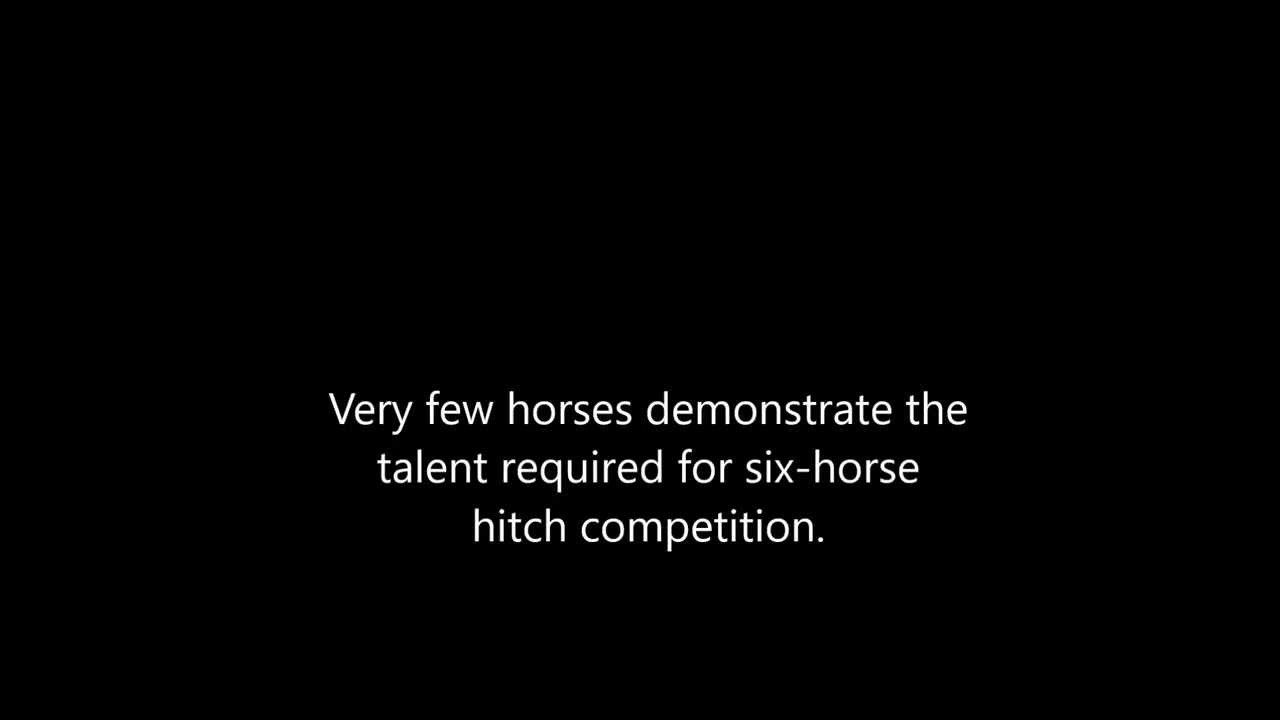 Very few horses demonstrate the
talent required for six-horse
hitch competition.